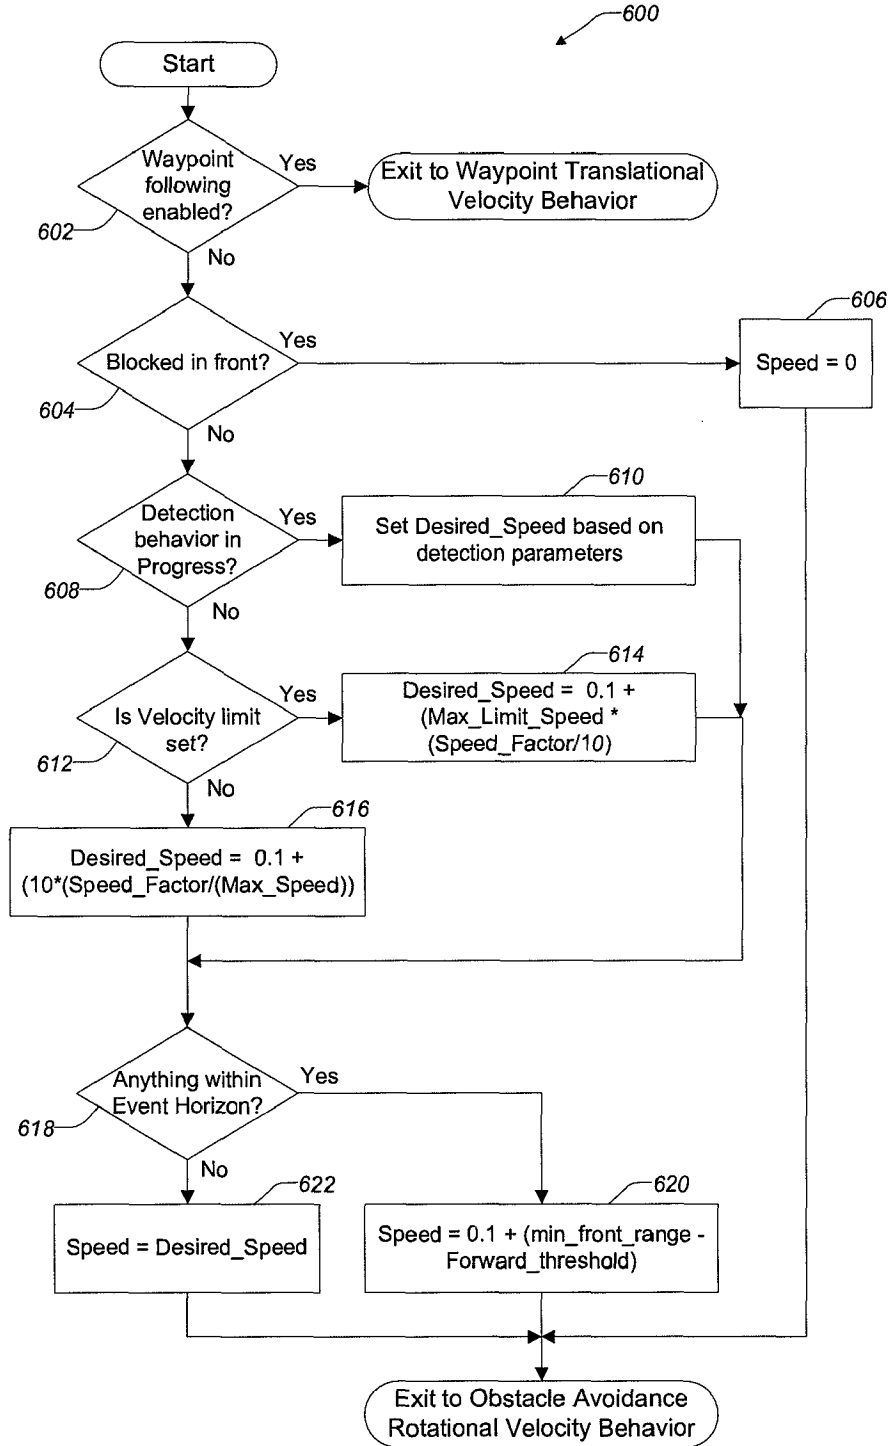 600
Start
Waypoint
following
enabled?
Yes
Exit to Waypoint Translational
Velocity Behavior
602
No
606
Blocked in front?
Yes
Speed = 0
604
No
610
Detection
behavior in
Progress?
Yes
Set Desired_Speed based on
detection parameters
608
No
614
Is Velocity limit
set?
Yes
Desired_Speed = 0.1 +
(Max_Limit_Speed *
(Speed_Factor/10)
612
No
616
Desired_Speed = 0.1 +
(10*(Speed_Factor/(Max_Speed))
Anything within
Event Horizon?
Yes
618
No
622
620
Speed = Desired_Speed
Speed = 0.1 + (min_front_range -
Forward_threshold)
Exit to Obstacle Avoidance
Rotational Velocity Behavior